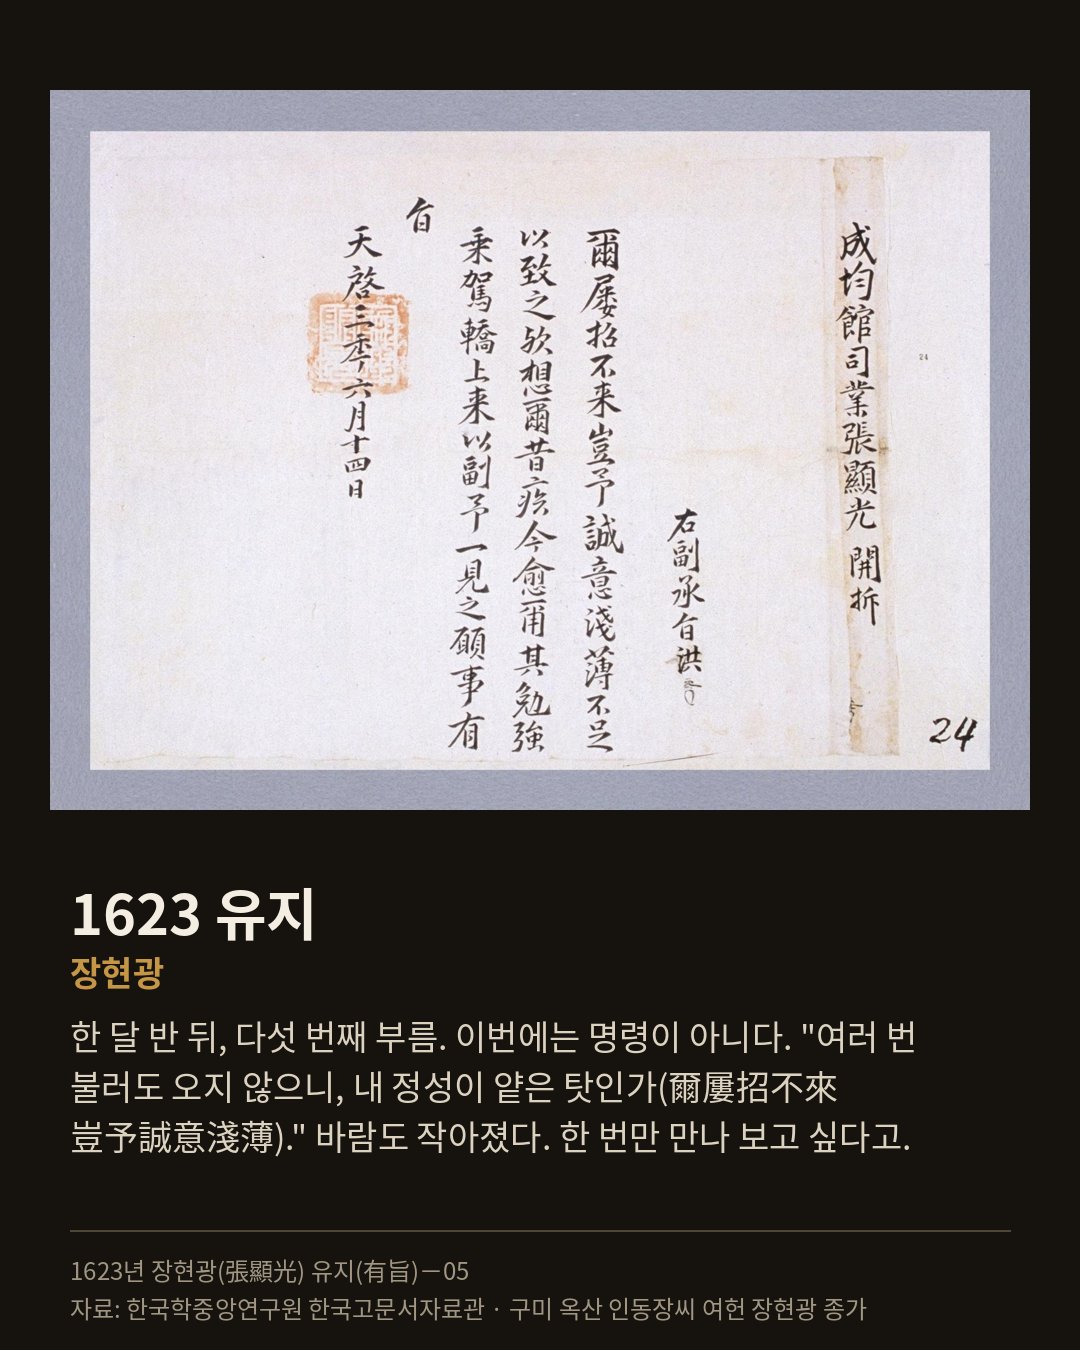 成均館司業張顯光 開拆
右副承旨洪
爾屢招不来豈予誠意淺薄不足
以致之欤想爾昔疾今愈爾其勉強
乘駕轎上来以副予一見之願事有
旨
天啓三年六月十四日
24
24
1623 유지
장현광
한 달 반 뒤, 다섯 번째 부름. 이번에는 명령이 아니다. "여러 번
불러도 오지 않으니, 내 정성이 얕은 탓인가(爾屢招不來
豈予誠意淺薄)." 바람도 작아졌다. 한 번만 만나 보고 싶다고.
1623년 장현광(張顯光) 유지(有旨)－05
자료: 한국학중앙연구원 한국고문서자료관 · 구미 옥산 인동장씨 여헌 장현광 종가